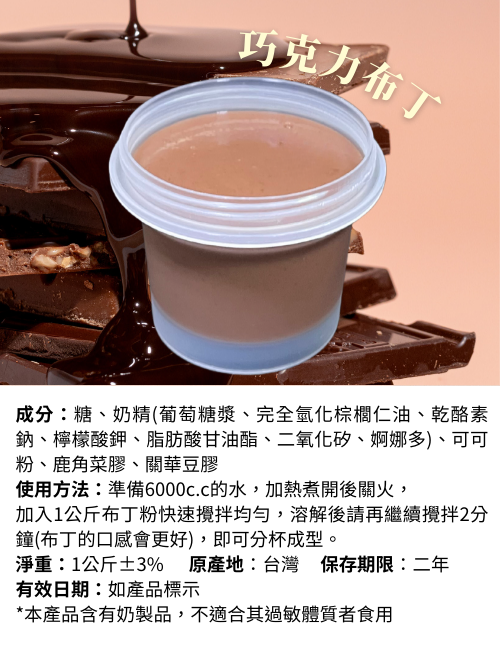 巧克力布丁
成分：糖、奶精(葡萄糖漿、完全氫化棕櫚仁油、乾酪素
鈉、檸檬酸鉀、脂肪酸甘油酯、二氧化矽、婀娜多)、可可
粉、鹿角菜膠、關華豆膠
使用方法：準備6000c.c的水，加熱煮開後關火，
加入1公斤布丁粉快速攪拌均勻，溶解後請再繼續攪拌2分
鐘(布丁的口感會更好)，即可分杯成型。
淨重：1公斤±3%　原產地：台灣　保存期限：二年
有效日期：如產品標示
*本產品含有奶製品，不適合其過敏體質者食用